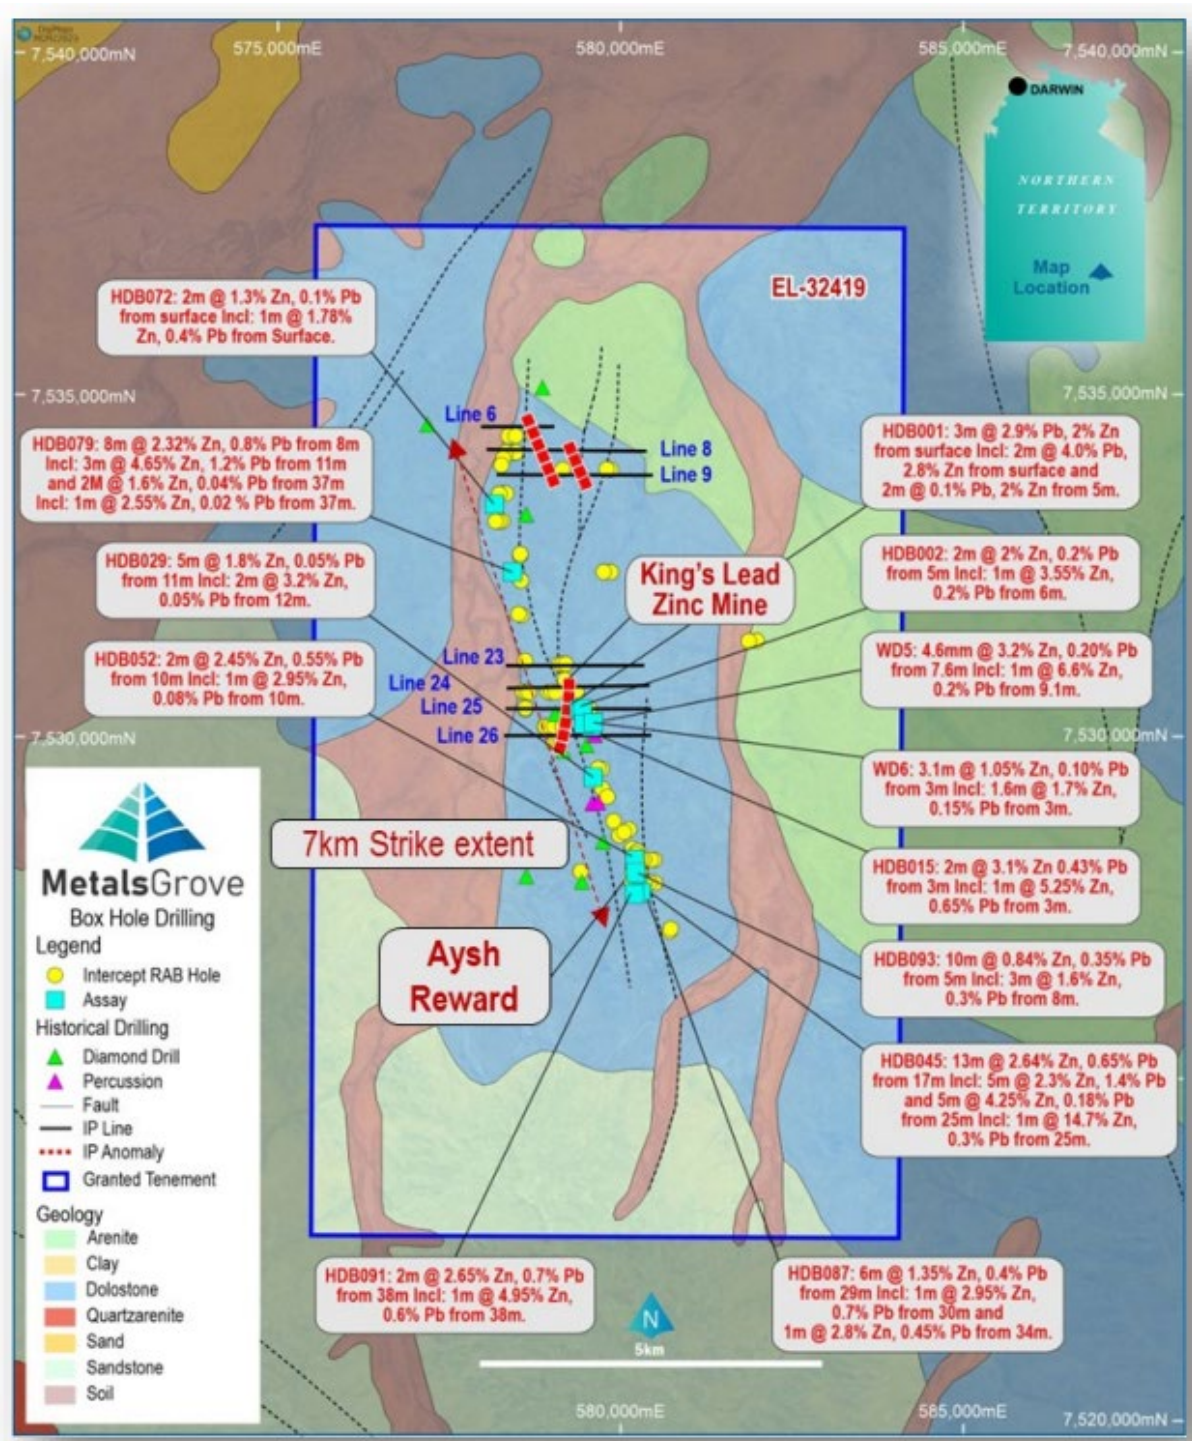 7,540,000mN
575,000mE
580,000mE
585,000mE
7,540,000mN
DARWIN
NORTHERN
TERRITORY
Map
Location
EL-32419
HDB072: 2m @ 1.3% Zn, 0.1% Pb
from surface Incl: 1m @ 1.78%
Zn, 0.4% Pb from Surface.
7,535,000mN
7,535,000mN
Line 6
Line 8
Line 9
HDB079: 8m @ 2.32% Zn, 0.8% Pb from 8m
Incl: 3m @ 4.65% Zn, 1.2% Pb from 11m
and 2M @ 1.6% Zn, 0.04% Pb from 37m
Incl: 1m @ 2.55% Zn, 0.02 % Pb from 37m.
HDB001: 3m @ 2.9% Pb, 2% Zn
from surface Incl: 2m @ 4.0% Pb,
2.8% Zn from surface and
2m @ 0.1% Pb, 2% Zn from 5m.
HDB029: 5m @ 1.8% Zn, 0.05% Pb
from 11m Incl: 2m @ 3.2% Zn,
0.05% Pb from 12m.
King's Lead
Zinc Mine
HDB002: 2m @ 2% Zn, 0.2% Pb
from 5m Incl: 1m @ 3.55% Zn,
0.2% Pb from 6m.
HDB052: 2m @ 2.45% Zn, 0.55% Pb
from 10m Incl: 1m @ 2.95% Zn,
0.08% Pb from 10m.
Line 23
Line 24
Line 25
Line 26
WD5: 4.6mm @ 3.2% Zn, 0.20% Pb
from 7.6m Incl: 1m @ 6.6% Zn,
0.2% Pb from 9.1m.
7,530,000mN
7,530,000mN
WD6: 3.1m @ 1.05% Zn, 0.10% Pb
from 3m Incl: 1.6m @ 1.7% Zn,
0.15% Pb from 3m.
7km Strike extent
HDB015: 2m @ 3.1% Zn 0.43% Pb
from 3m Incl: 1m @ 5.25% Zn,
0.65% Pb from 3m.
Aysh
Reward
HDB093: 10m @ 0.84% Zn, 0.35% Pb
from 5m Incl: 3m @ 1.6% Zn,
0.3% Pb from 8m.
HDB045: 13m @ 2.64% Zn, 0.65% Pb
from 17m Incl: 5m @ 2.3% Zn, 1.4% Pb
and 5m @ 4.25% Zn, 0.18% Pb
from 25m Incl: 1m @ 14.7% Zn,
0.3% Pb from 25m.
MetalsGrove
Box Hole Drilling
Legend
Intercept RAB Hole
Assay
Historical Drilling
Diamond Drill
Percussion
Fault
IP Line
IP Anomaly
Granted Tenement
Geology
Arenite
Clay
Dolostone
Quartzarenite
Sand
Sandstone
Soil
HDB091: 2m @ 2.65% Zn, 0.7% Pb
from 38m Incl: 1m @ 4.95% Zn,
0.6% Pb from 38m.
HDB087: 6m @ 1.35% Zn, 0.4% Pb
from 29m Incl: 1m @ 2.95% Zn,
0.7% Pb from 30m and
1m @ 2.8% Zn, 0.45% Pb from 34m.
N
5km
580,000mE
585,000mE
7,520,000mN